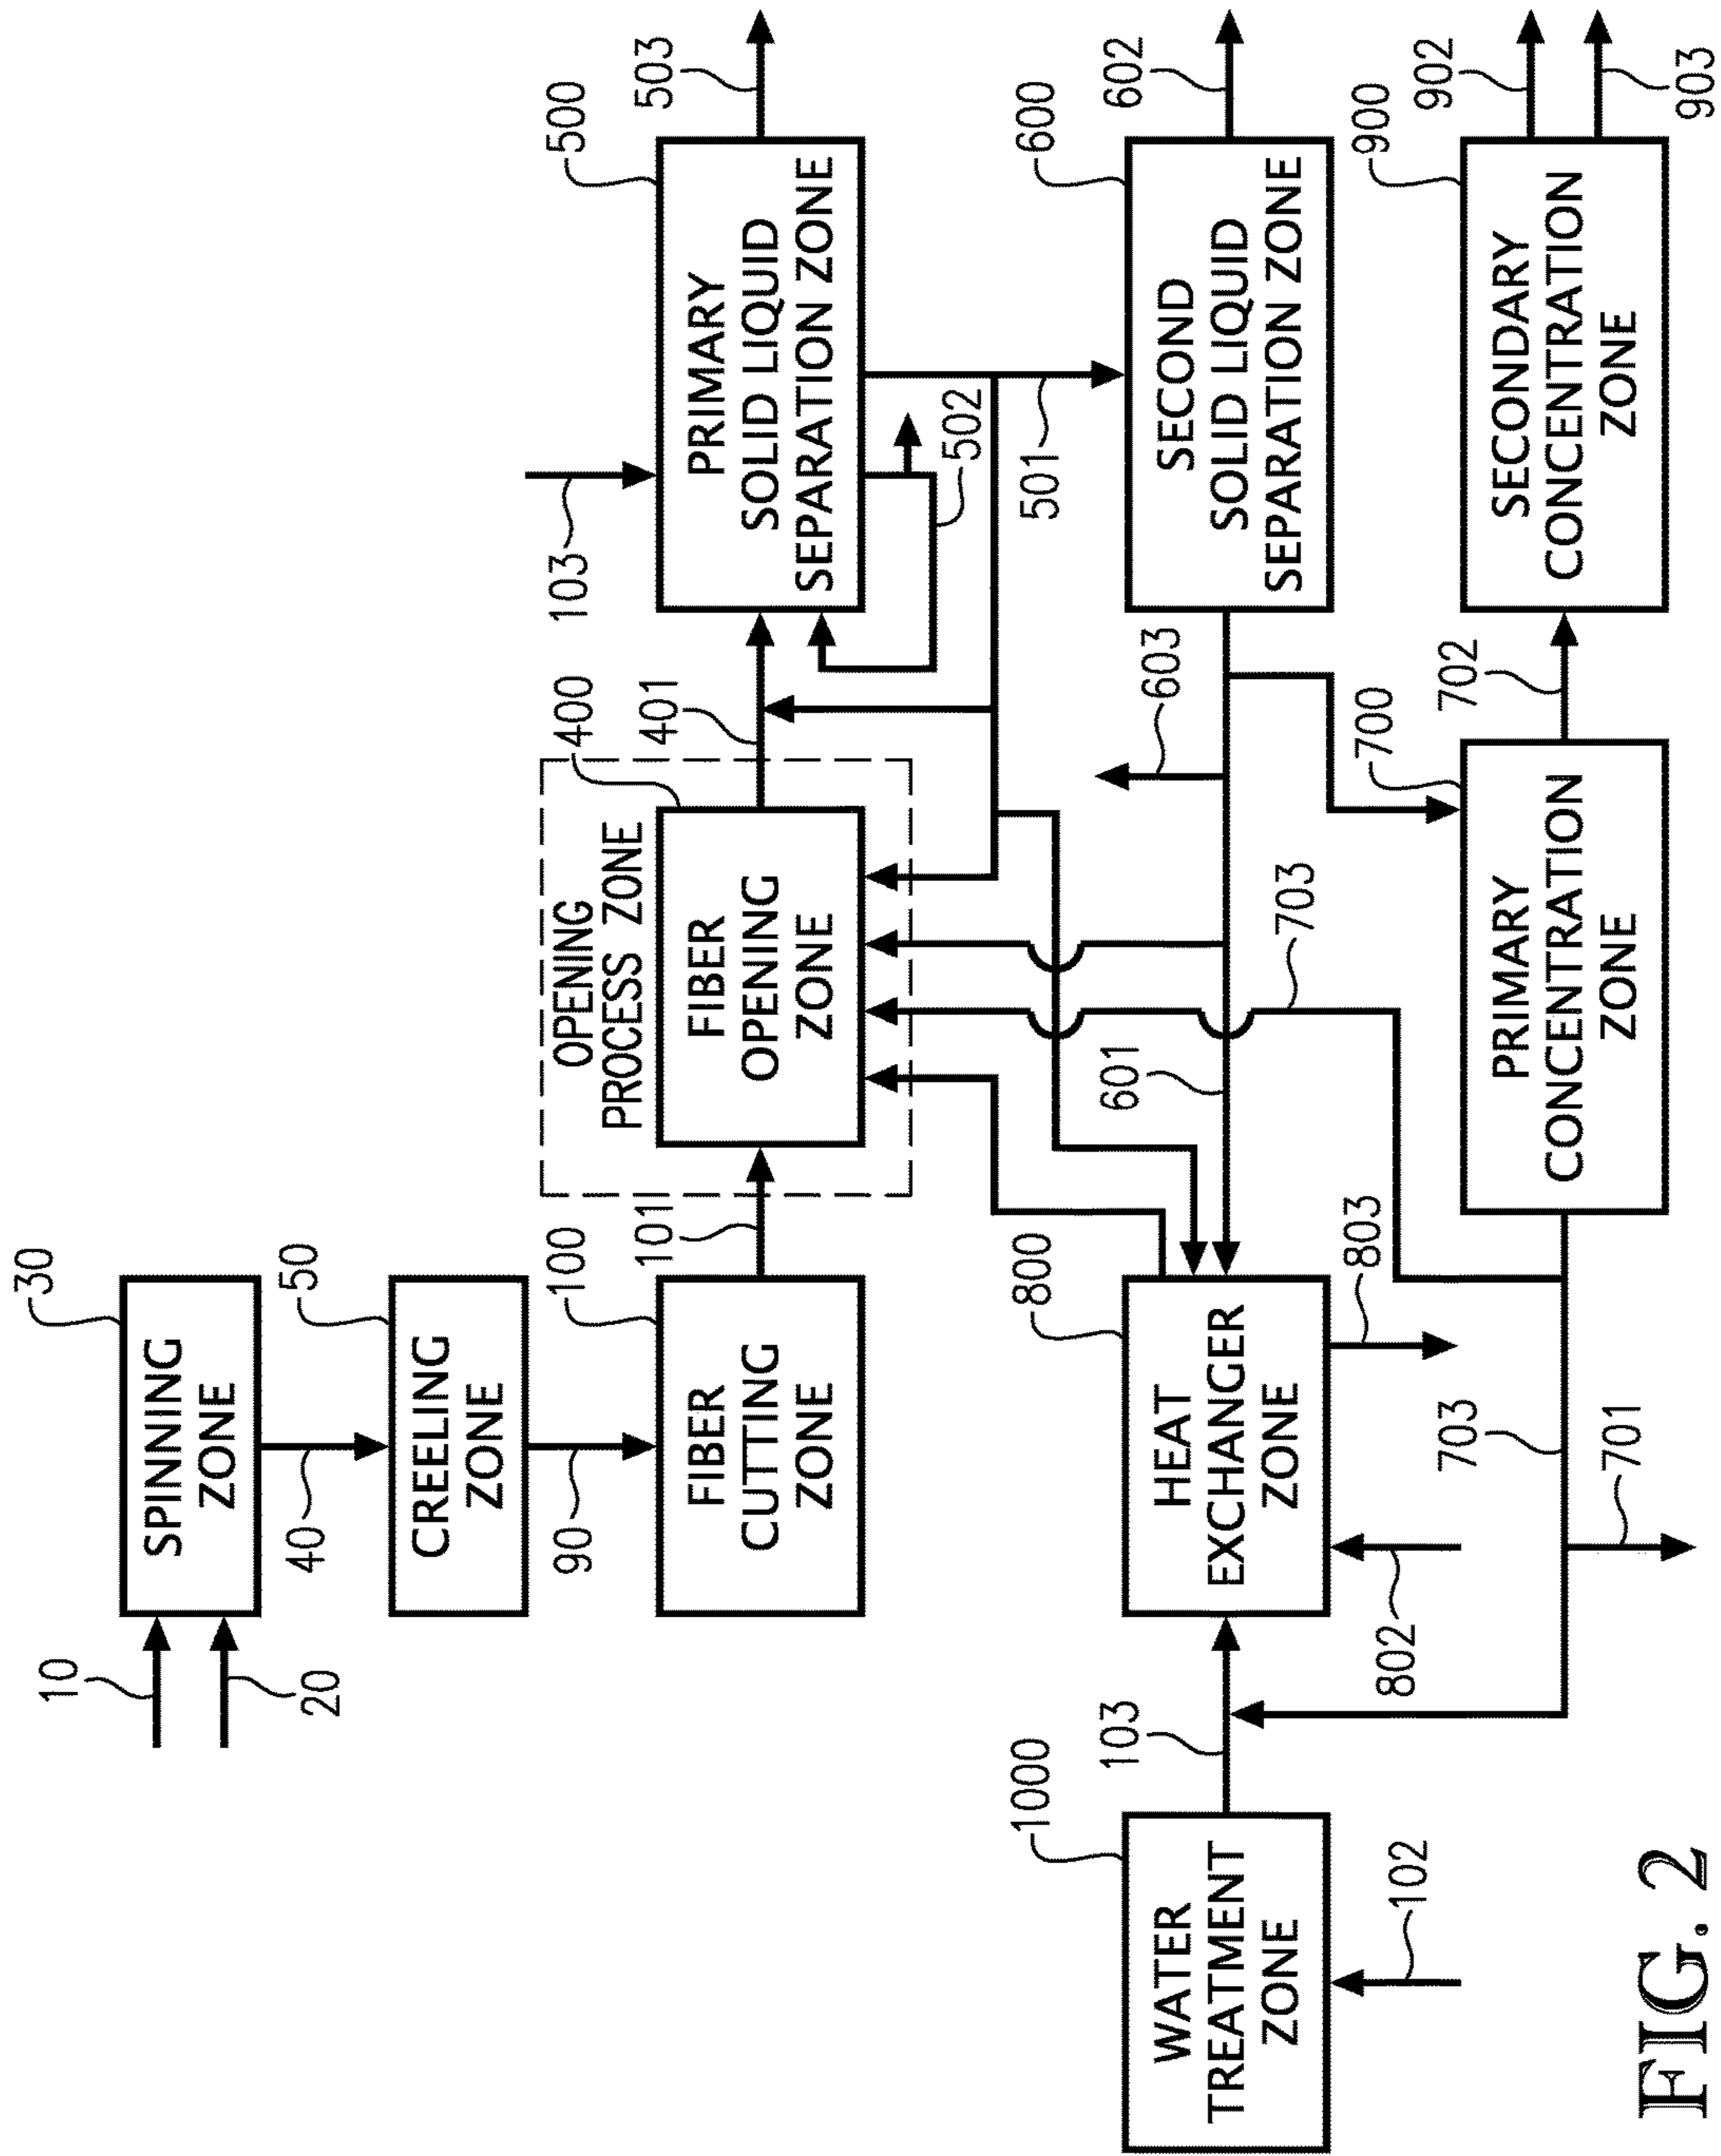 10
20
30
SPINNING
ZONE
40
50
CREELING
ZONE
90
100
FIBER
CUTTING
ZONE
101
OPENING
PROCESS ZONE
400
FIBER
OPENING
ZONE
401
103
500
PRIMARY
SOLID LIQUID
SEPARATION ZONE
503
502
501
1000
WATER
TREATMENT
ZONE
102
103
800
HEAT
EXCHANGER
ZONE
802
803
601
603
600
SECOND
SOLID LIQUID
SEPARATION ZONE
602
703
703
701
700
PRIMARY
CONCENTRATION
ZONE
702
900
SECONDARY
CONCENTRATION
ZONE
902
903
FIG. 2